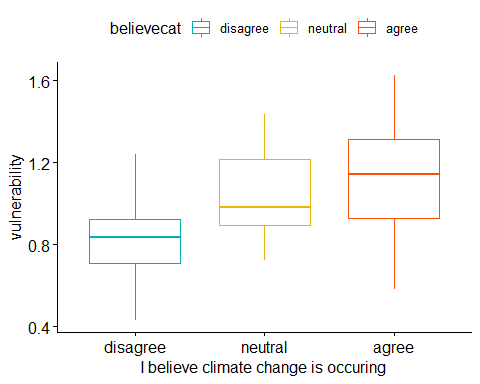 believecat disagree neutral agree
1.6
1.2
0.8
0.4
vulnerability
disagree neutral agree
I believe climate change is occuring